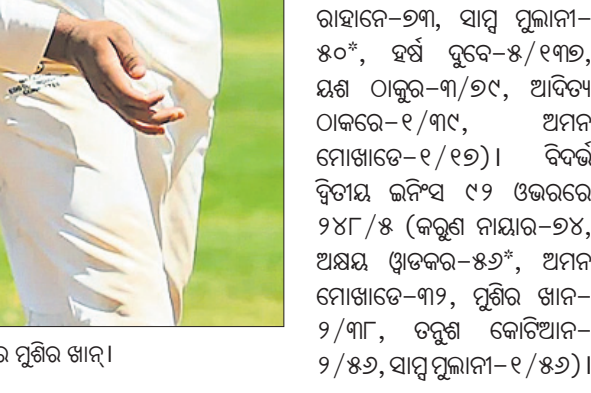 ରାହାନେ–୭୩, ସାମ୍ସ ମୁଲାନୀ–
୫୦*, ହର୍ଷ ଦୁବେ–୫/୧୩୭,
ୟଶ ଠାକୁର–୩/୭୯, ଆଦିତ୍ୟ
ଠାକରେ–୧/୩୯, ଅମନ
ମୋଖାଡେ–୧/୧୭)। ବିଦର୍ଭ
ଦ୍ୱିତୀୟ ଇନିଂସ ୯୨ ଓଭରରେ
୨୪୮/୫ (କରୁଣ ନାୟାର–୭୪,
ଅକ୍ଷୟ ୱାଡକର–୫୬*, ଅମନ
ମୋଖାଡେ–୩୨, ମୁଶିର ଖାନ–
୨/୩୮, ତନୁଶ କୋଟିଆନ–
୨/୫୬, ସାମ୍ସ ମୁଲାନୀ–୧/୫୬)।
ର ମୁଶିର ଖାନ୍।